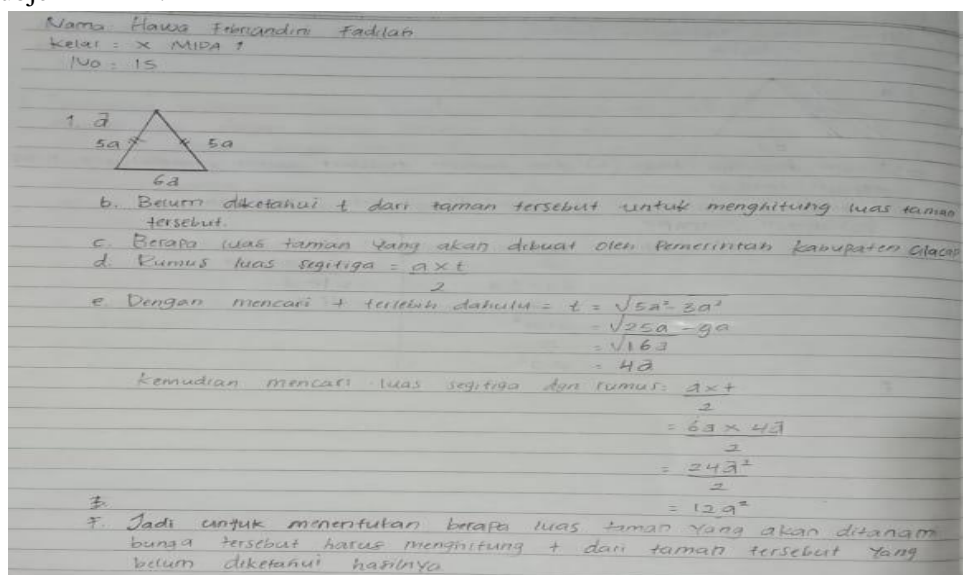 Nama Hawa Febriandini Fadilah
Kelas = X MIPA 1
No : 15
1. a
5a 5a
6a
b. Belum diketahui t dari taman tersebut untuk menghitung luas taman
tersebut.
c. Berapa luas taman yang akan dibuat oleh Pemerintah Kabupaten Cilacap
d. Rumus luas segitiga = a x t
2
e. Dengan mencari t terlebih dahulu = t = √5a² - 3a²
= √25a - 9a
= √16a
= 4a
Kemudian mencari luas segitiga dgn rumus: a x t
2
= 6a x 4a
2
= 24a²
2
= 12a²
F. Jadi untuk menentukan berapa luas taman yang akan ditanam
bunga tersebut harus menghitung t dari taman tersebut yang
belum diketahui hasilnya